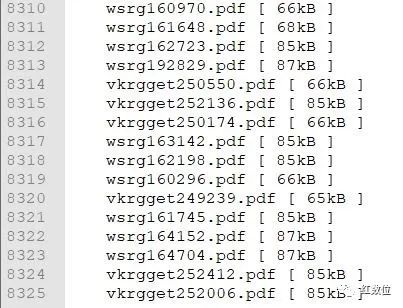 8310 wsrg160970.pdf [ 66kB ]
8311 wsrg161648.pdf [ 68kB ]
8312 wsrg162723.pdf [ 85kB ]
8313 wsrg192829.pdf [ 87kB ]
8314 vkrgget250550.pdf [ 66kB ]
8315 vkrgget252136.pdf [ 85kB ]
8316 vkrgget250174.pdf [ 66kB ]
8317 wsrg163142.pdf [ 85kB ]
8318 wsrg162198.pdf [ 85kB ]
8319 wsrg160296.pdf [ 66kB ]
8320 vkrgget249239.pdf [ 65kB ]
8321 wsrg161745.pdf [ 85kB ]
8322 wsrg164152.pdf [ 87kB ]
8323 wsrg164704.pdf [ 87kB ]
8324 vkrgget252412.pdf [ 85kB ]
8325 vkrgget252006.pdf [ 85kB ]
红数位